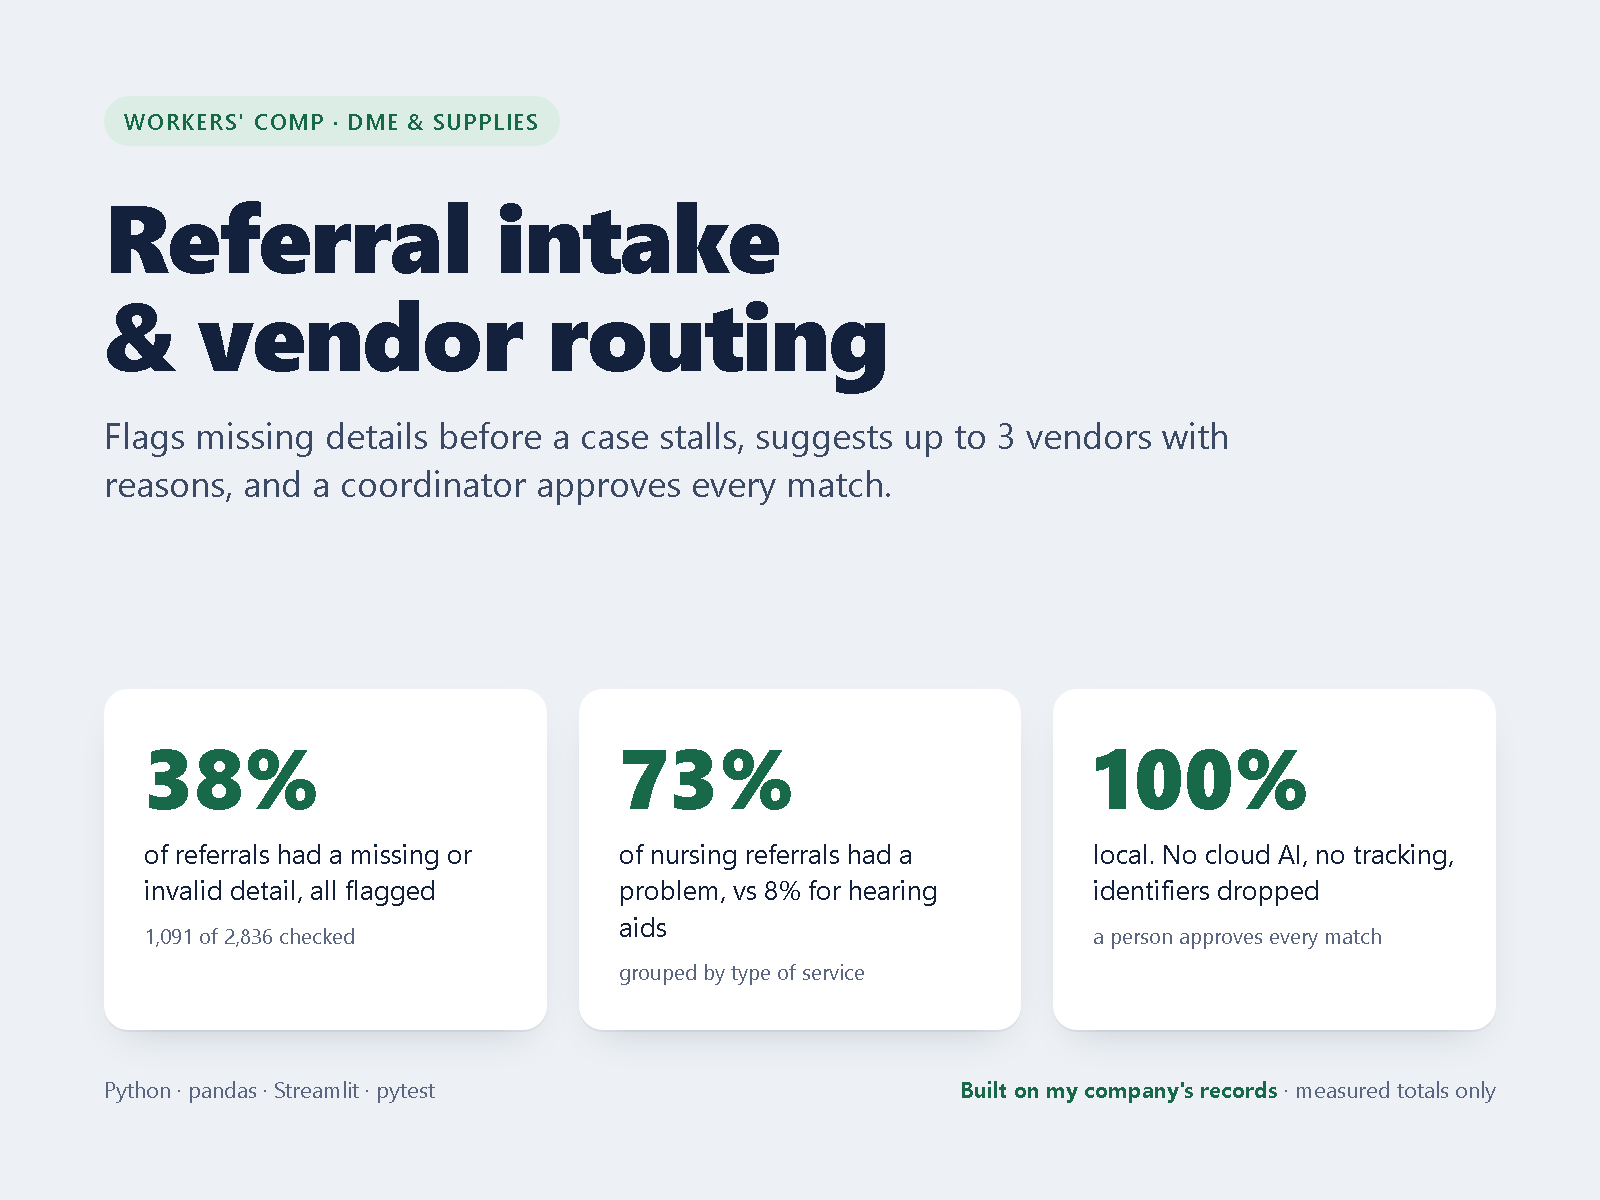 WORKERS' COMP · DME & SUPPLIES
Referral intake
& vendor routing
Flags missing details before a case stalls, suggests up to 3 vendors with
reasons, and a coordinator approves every match.
38%
of referrals had a missing or
invalid detail, all flagged
1,091 of 2,836 checked
73%
of nursing referrals had a
problem, vs 8% for hearing
aids
grouped by type of service
100%
local. No cloud AI, no tracking,
identifiers dropped
a person approves every match
Python · pandas · Streamlit · pytest
Built on my company's records · measured totals only